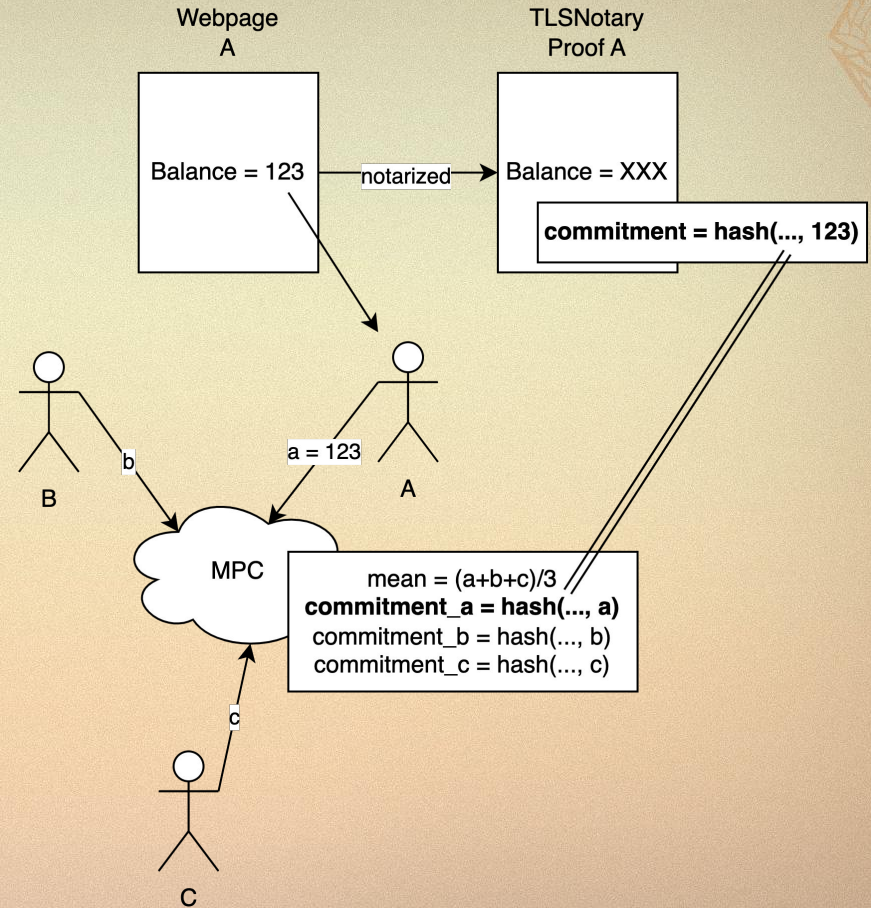 Webpage
A
TLSNotary
Proof A
Balance = 123
notarized
Balance = XXX
commitment = hash(..., 123)
B
b
a = 123
A
MPC
mean = (a+b+c)/3
commitment_a = hash(..., a)
commitment_b = hash(..., b)
commitment_c = hash(..., c)
c
C